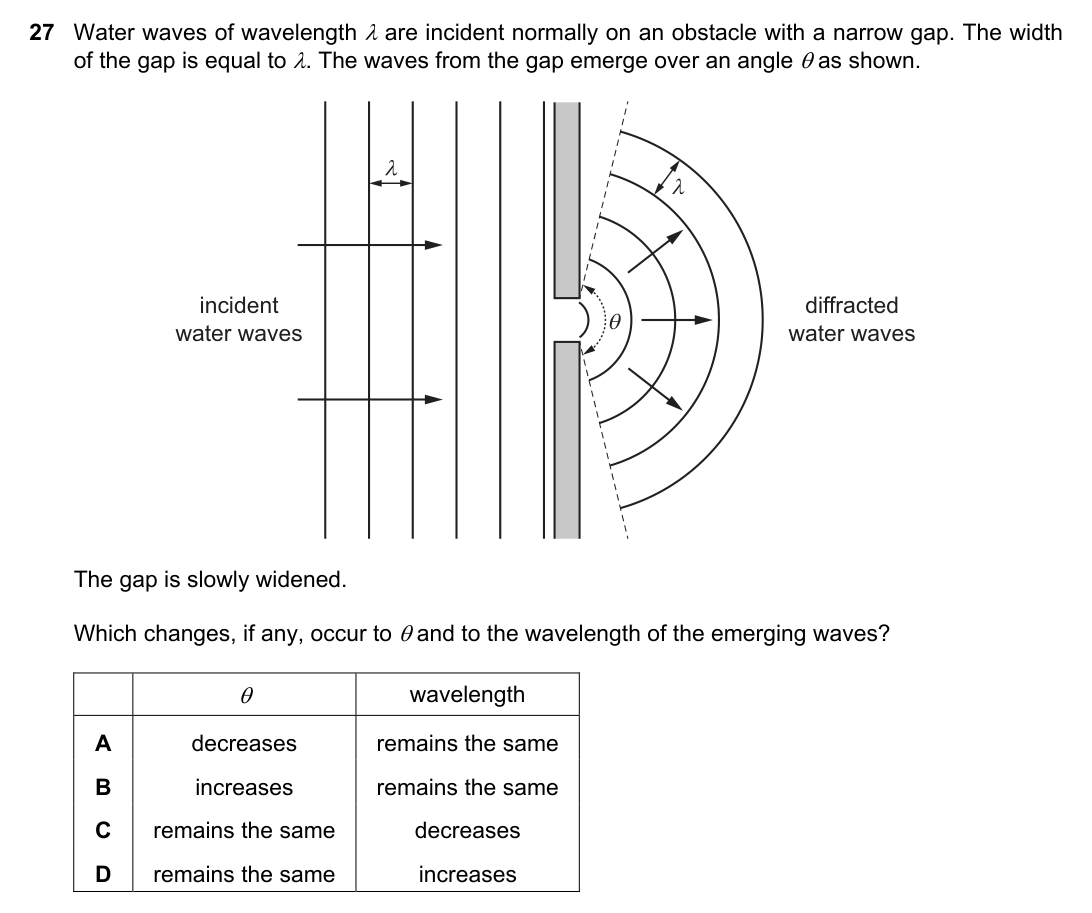 27 Water waves of wavelength λ are incident normally on an obstacle with a narrow gap. The width
of the gap is equal to λ. The waves from the gap emerge over an angle θ as shown.
λ
λ
incident
water waves
θ
diffracted
water waves
The gap is slowly widened.
Which changes, if any, occur to θ and to the wavelength of the emerging waves?
θ wavelength
A decreases remains the same
B increases remains the same
C remains the same decreases
D remains the same increases